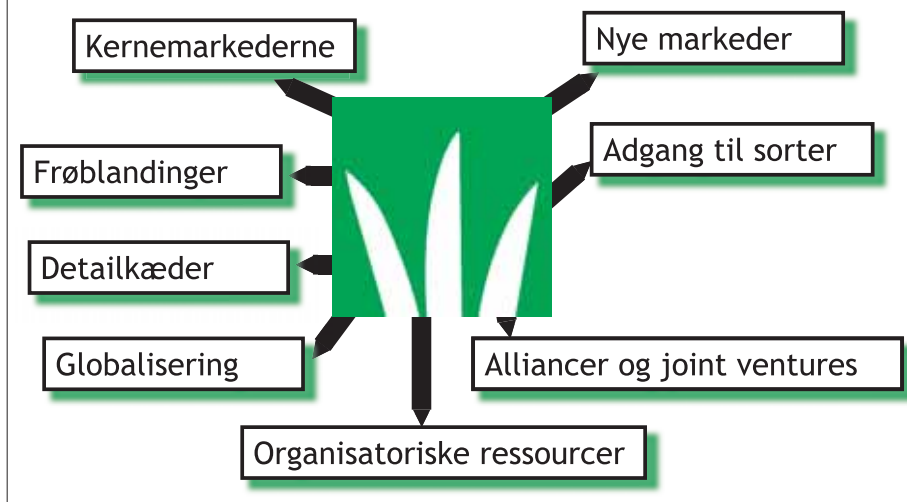 Kernemarkederne
Nye markeder
Adgang til sorter
Frøblandinger
Detailkæder
Globalisering
Alliancer og joint ventures
Organisatoriske ressourcer